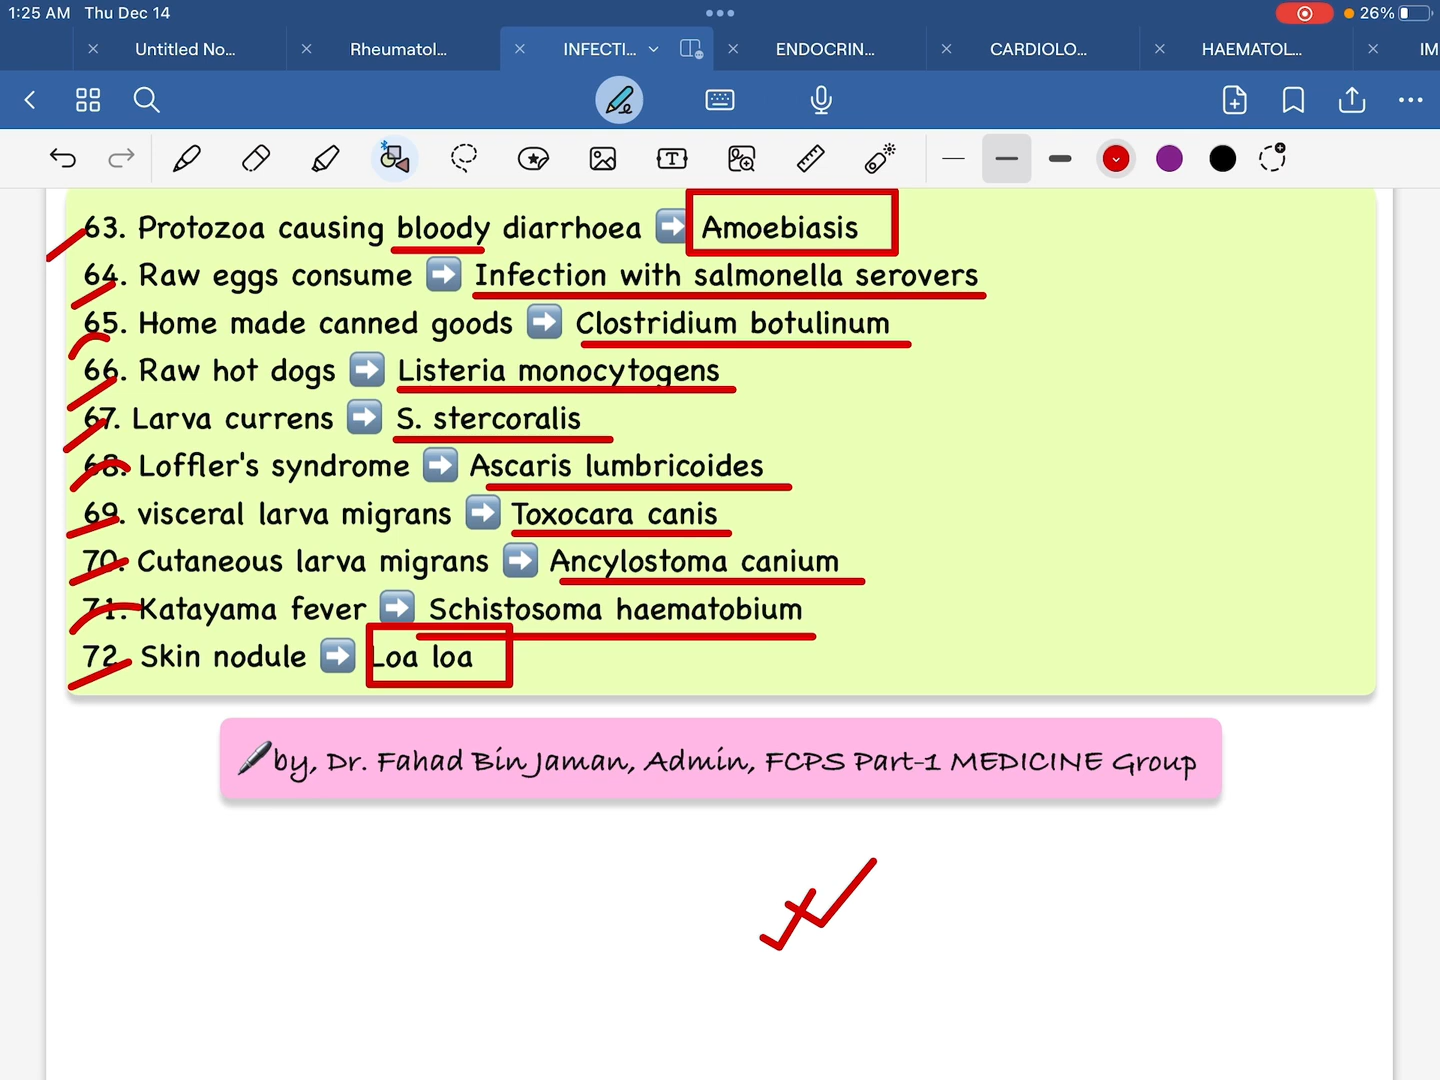 1:25 AM Thu Dec 14
26%
Untitled No...
Rheumatol...
INFECTI...
ENDOCRIN...
CARDIOLO...
HAEMATOL...
IM
63. Protozoa causing bloody diarrhoea ➡ Amoebiasis
64. Raw eggs consume ➡ Infection with salmonella serovers
65. Home made canned goods ➡ Clostridium botulinum
66. Raw hot dogs ➡ Listeria monocytogens
67. Larva currens ➡ S. stercoralis
68. Loffler's syndrome ➡ Ascaris lumbricoides
69. visceral larva migrans ➡ Toxocara canis
70. Cutaneous larva migrans ➡ Ancylostoma canium
71. Katayama fever ➡ Schistosoma haematobium
72. Skin nodule ➡ Loa loa
by, Dr. Fahad Bin Jaman, Admin, FCPS Part-1 MEDICINE Group